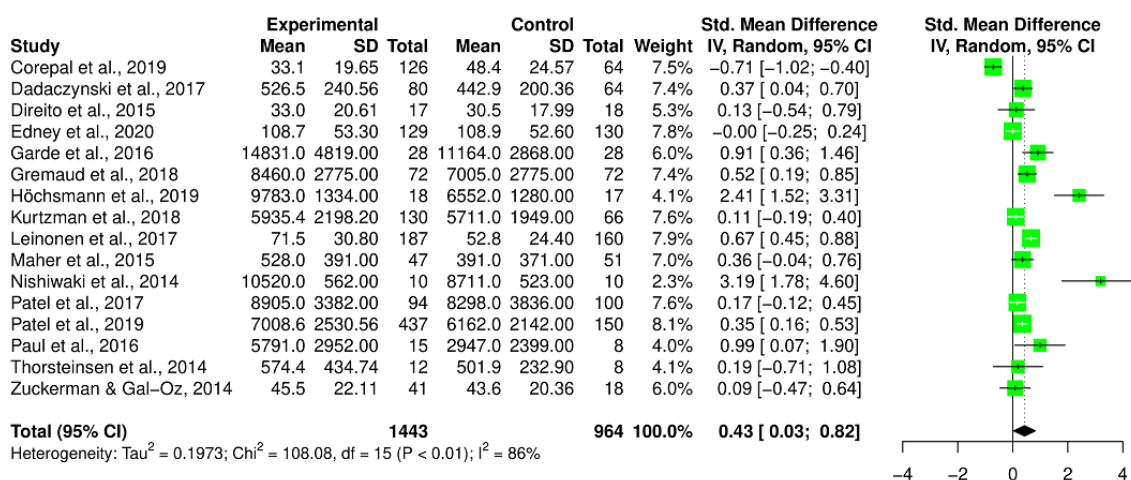 Experimental Control Std. Mean Difference Std. Mean Difference
Study Mean SD Total Mean SD Total Weight IV, Random, 95% CI IV, Random, 95% CI
Corepal et al., 2019 33.1 19.65 126 48.4 24.57 64 7.5% −0.71 [−1.02; −0.40]
Dadaczynski et al., 2017 526.5 240.56 80 442.9 200.36 64 7.4% 0.37 [ 0.04; 0.70]
Direito et al., 2015 33.0 20.61 17 30.5 17.99 18 5.3% 0.13 [−0.54; 0.79]
Edney et al., 2020 108.7 53.30 129 108.9 52.60 130 7.8% −0.00 [−0.25; 0.24]
Garde et al., 2016 14831.0 4819.00 28 11164.0 2868.00 28 6.0% 0.91 [ 0.36; 1.46]
Gremaud et al., 2018 8460.0 2775.00 72 7005.0 2775.00 72 7.4% 0.52 [ 0.19; 0.85]
Höchsmann et al., 2019 9783.0 1334.00 18 6552.0 1280.00 17 4.1% 2.41 [ 1.52; 3.31]
Kurtzman et al., 2018 5935.4 2198.20 130 5711.0 1949.00 66 7.6% 0.11 [−0.19; 0.40]
Leinonen et al., 2017 71.5 30.80 187 52.8 24.40 160 7.9% 0.67 [ 0.45; 0.88]
Maher et al., 2015 528.0 391.00 47 391.0 371.00 51 7.1% 0.36 [−0.04; 0.76]
Nishiwaki et al., 2014 10520.0 562.00 10 8711.0 523.00 10 2.3% 3.19 [ 1.78; 4.60]
Patel et al., 2017 8905.0 3382.00 94 8298.0 3836.00 100 7.6% 0.17 [−0.12; 0.45]
Patel et al., 2019 7008.6 2530.56 437 6162.0 2142.00 150 8.1% 0.35 [ 0.16; 0.53]
Paul et al., 2016 5791.0 2952.00 15 2947.0 2399.00 8 4.0% 0.99 [ 0.07; 1.90]
Thorsteinsen et al., 2014 574.4 434.74 12 501.9 232.90 8 4.1% 0.19 [−0.71; 1.08]
Zuckerman & Gal−Oz, 2014 45.5 22.11 41 43.6 20.36 18 6.0% 0.09 [−0.47; 0.64]
Total (95% CI) 1443 964 100.0% 0.43 [ 0.03; 0.82]
Heterogeneity: Tau² = 0.1973; Chi² = 108.08, df = 15 (P < 0.01); I² = 86%
−4 −2 0 2 4